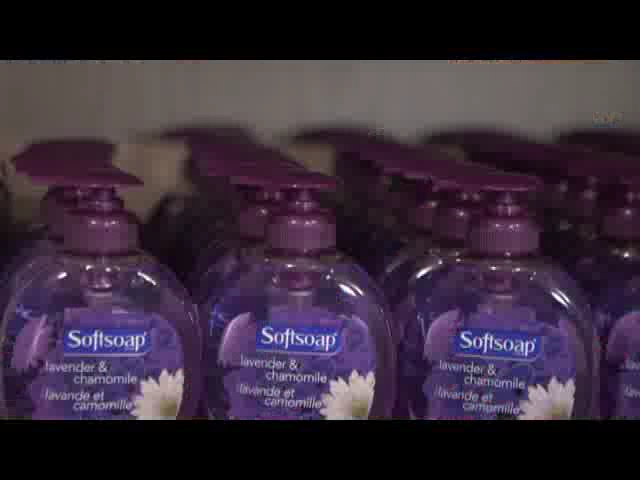 Softsoap
lavender &
chamomile
lavande et
camomille
Softsoap
lavender &
chamomile
lavande et
camomille
Softsoap
lavender &
chamomile
lavande et
camomille